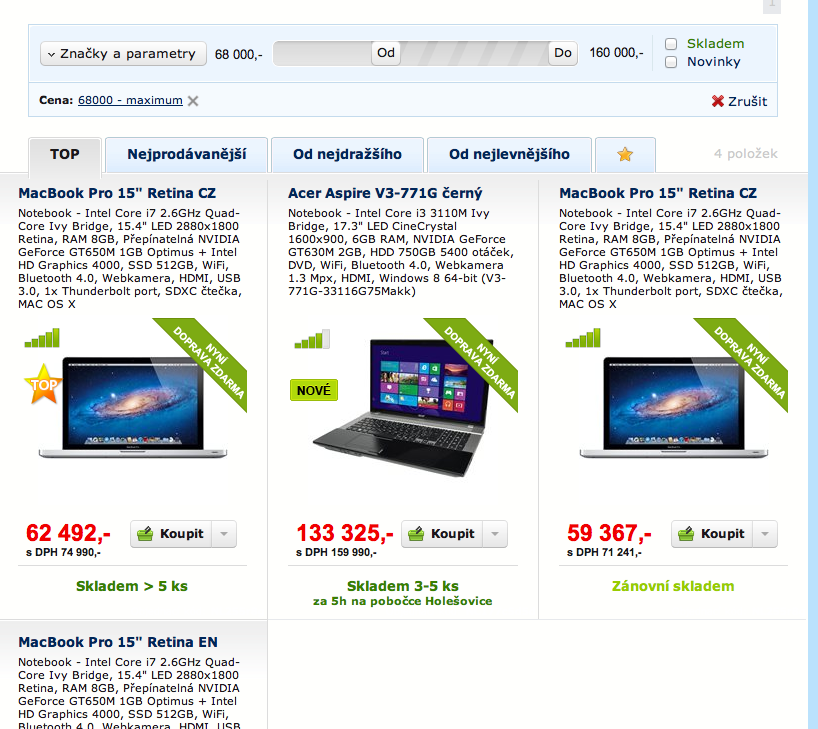 1
Značky a parametry
68 000,-
Od
Do
160 000,-
Skladem
Novinky
Cena: 68000 - maximum
Zrušit
TOP
Nejprodávanější
Od nejdražšího
Od nejlevnějšího
4 položek
MacBook Pro 15" Retina CZ
Notebook - Intel Core i7 2.6GHz Quad-
Core Ivy Bridge, 15.4" LED 2880x1800
Retina, RAM 8GB, Přepínatelná NVIDIA
GeForce GT650M 1GB Optimus + Intel
HD Graphics 4000, SSD 512GB, WiFi,
Bluetooth 4.0, Webkamera, HDMI, USB
3.0, 1x Thunderbolt port, SDXC čtečka,
MAC OS X
NYNÍ
DOPRAVA ZDARMA
TOP
62 492,-
s DPH 74 990,-
Koupit
Skladem > 5 ks
Acer Aspire V3-771G černý
Notebook - Intel Core i3 3110M Ivy
Bridge, 17.3" LED CineCrystal
1600x900, 6GB RAM, NVIDIA GeForce
GT630M 2GB, HDD 750GB 5400 otáček,
DVD, WiFi, Bluetooth 4.0, Webkamera
1.3 Mpx, HDMI, Windows 8 64-bit (V3-
771G-33116G75Makk)
NYNÍ
DOPRAVA ZDARMA
Start
NOVÉ
133 325,-
s DPH 159 990,-
Koupit
Skladem 3-5 ks
za 5h na pobočce Holešovice
MacBook Pro 15" Retina CZ
Notebook - Intel Core i7 2.6GHz Quad-
Core Ivy Bridge, 15.4" LED 2880x1800
Retina, RAM 8GB, Přepínatelná NVIDIA
GeForce GT650M 1GB Optimus + Intel
HD Graphics 4000, SSD 512GB, WiFi,
Bluetooth 4.0, Webkamera, HDMI, USB
3.0, 1x Thunderbolt port, SDXC čtečka,
MAC OS X
NYNÍ
DOPRAVA ZDARMA
59 367,-
s DPH 71 241,-
Koupit
Zánovní skladem
MacBook Pro 15" Retina EN
Notebook - Intel Core i7 2.6GHz Quad-
Core Ivy Bridge, 15.4" LED 2880x1800
Retina, RAM 8GB, Přepínatelná NVIDIA
GeForce GT650M 1GB Optimus + Intel
HD Graphics 4000, SSD 512GB, WiFi,
Bluetooth 4.0, Webkamera, HDMI, USB